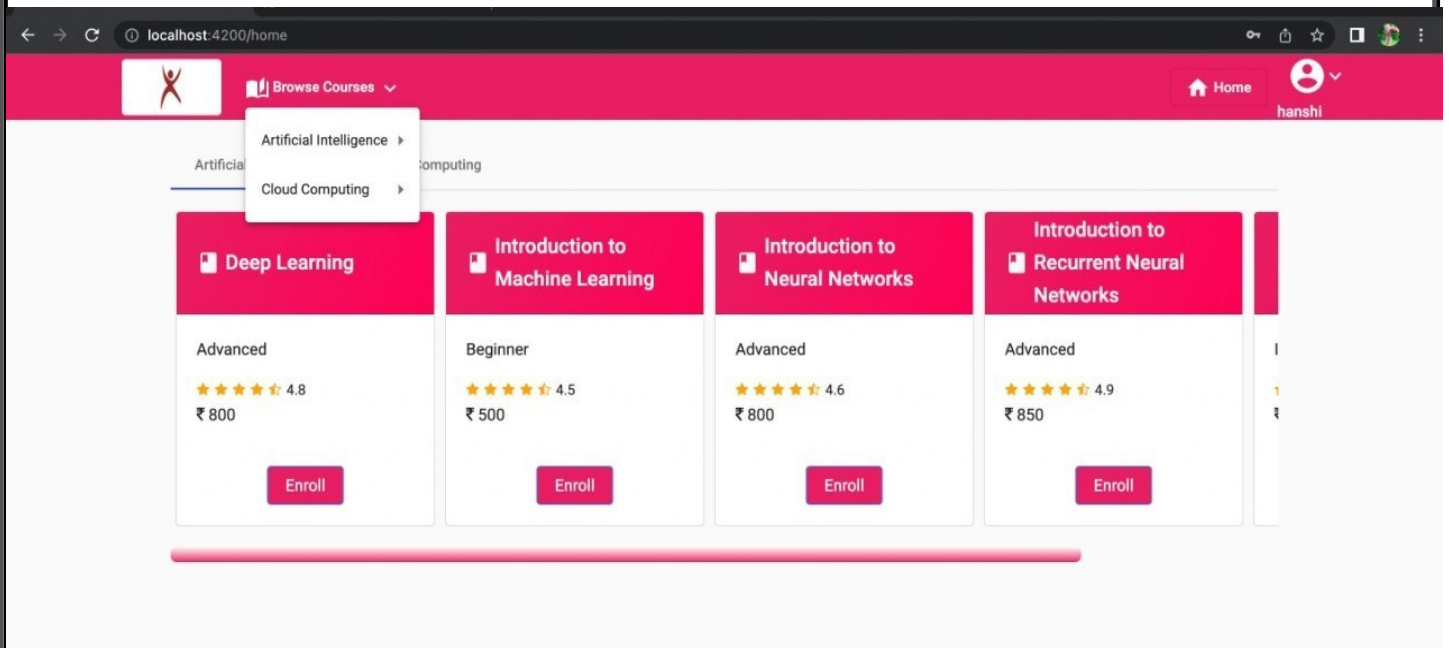 localhost:4200/home
Browse Courses
Home
hanshi
Artificial Intelligence
Cloud Computing
Artificia
omputing
Deep Learning
Advanced
4.8
₹ 800
Enroll
Introduction to
Machine Learning
Beginner
4.5
₹ 500
Enroll
Introduction to
Neural Networks
Advanced
4.6
₹ 800
Enroll
Introduction to
Recurrent Neural
Networks
Advanced
4.9
₹ 850
Enroll